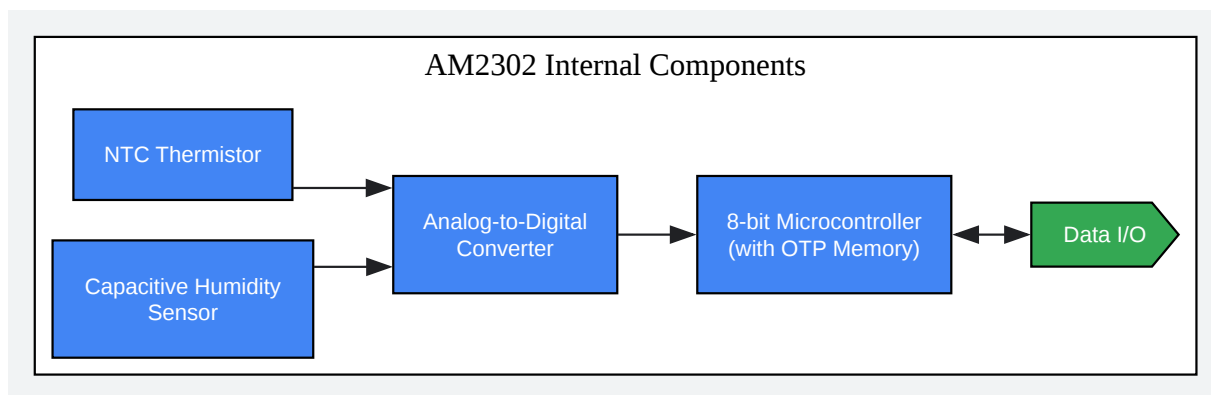 AM2302 Internal Components
NTC Thermistor
Capacitive Humidity
Sensor
Analog-to-Digital
Converter
8-bit Microcontroller
(with OTP Memory)
Data I/O